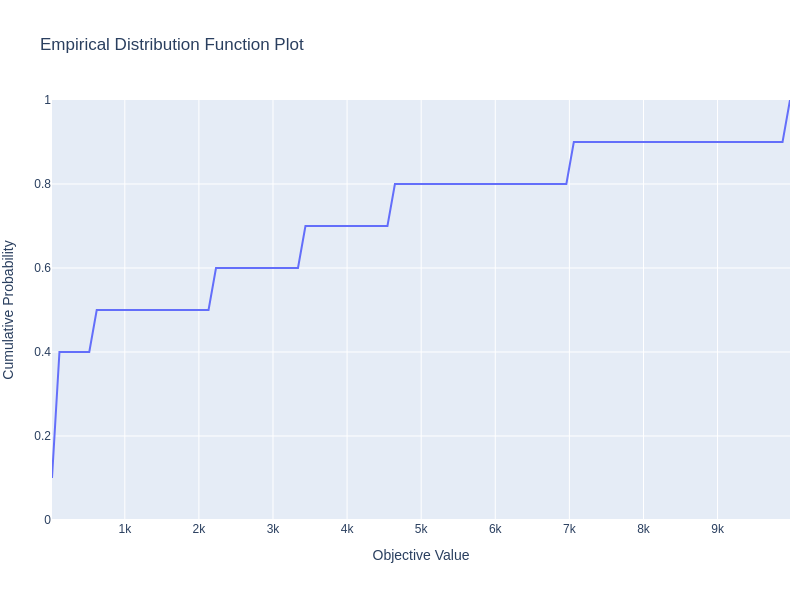 Empirical Distribution Function Plot
1
0.8
0.6
0.4
0.2
0
Cumulative Probability
1k
2k
3k
4k
5k
6k
7k
8k
9k
Objective Value